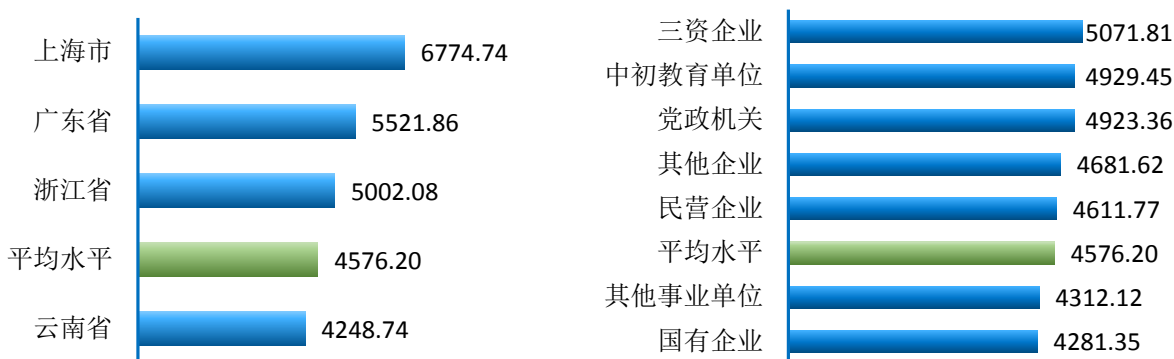 上海市 6774.74
广东省 5521.86
浙江省 5002.08
平均水平 4576.20
云南省 4248.74
三资企业 5071.81
中初教育单位 4929.45
党政机关 4923.36
其他企业 4681.62
民营企业 4611.77
平均水平 4576.20
其他事业单位 4312.12
国有企业 4281.35